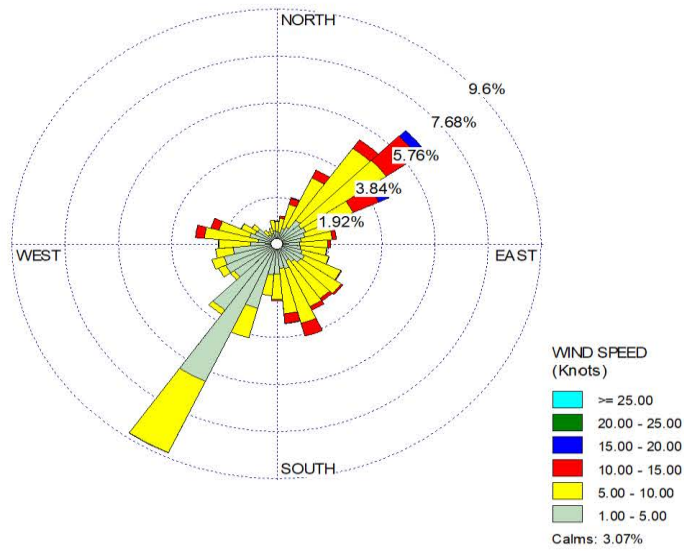 NORTH
9.6%
7.68%
5.76%
3.84%
1.92%
WEST
EAST
SOUTH
WIND SPEED
(Knots)
>= 25.00
20.00 - 25.00
15.00 - 20.00
10.00 - 15.00
5.00 - 10.00
1.00 - 5.00
Calms: 3.07%